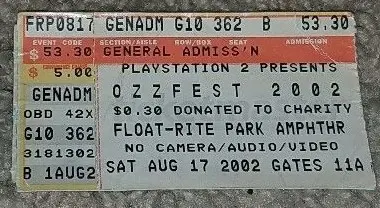 FRP0817 GENADM G10 362 B 53.30
EVENT CODE SECTION/AISLE ROW/BOX SEAT ADMISSION
$ 53.30 GENERAL ADMISS'N
$ 5.00 PLAYSTATION 2 PRESENTS
GENADM OZZFEST 2002
OBD 42X $0.30 DONATED TO CHARITY
G10 362 FLOAT-RITE PARK AMPHTHR
3181302 NO CAMERA/AUDIO/VIDEO
B 1AUG2 SAT AUG 17 2002 GATES 11A